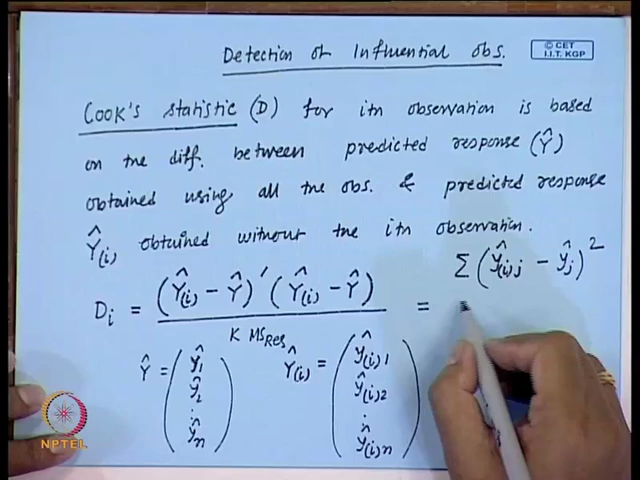 Detection of Influential obs.
© CET
I.I.T. KGP
Cook's statistic (D) for ith observation is based
on the diff. between predicted response (Ŷ)
obtained using all the obs. & predicted response
Ŷ(i) obtained without the ith observation.
Di = (Ŷ(i) - Ŷ)′ (Ŷ(i) - Ŷ) / K MSRes = Σ (ŷ(i)j - ŷj)²
Ŷ = (ŷ1 ŷ2 . ŷn) Ŷ(i) = (ŷ(i)1 ŷ(i)2 . ŷ(i)n)
NPTEL